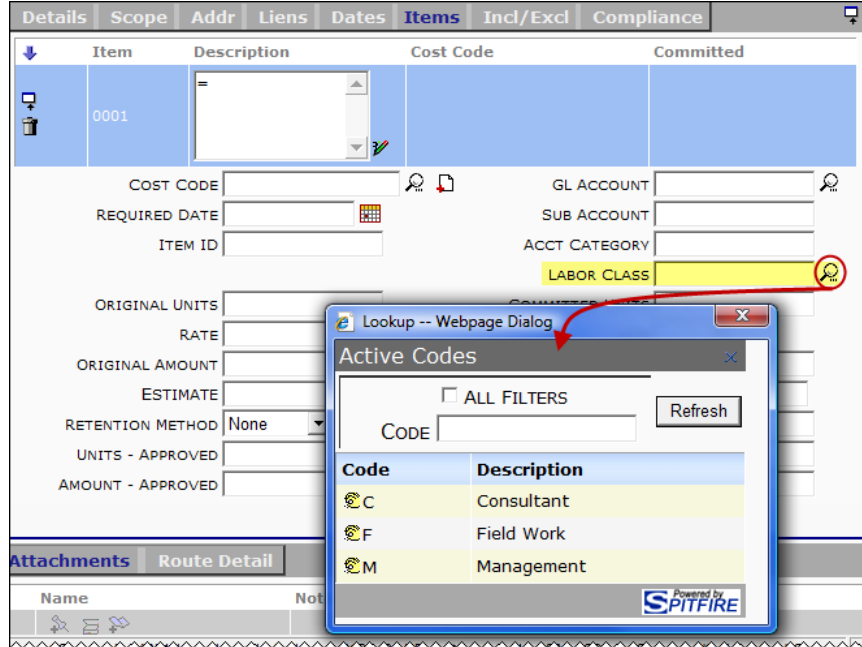 Details Scope Addr Liens Dates Items Incl/Excl Compliance
Item Description Cost Code Committed
=
0001
COST CODE GL ACCOUNT
REQUIRED DATE SUB ACCOUNT
ITEM ID ACCT CATEGORY
LABOR CLASS
ORIGINAL UNITS COMMITTED UNITS
RATE
ORIGINAL AMOUNT
ESTIMATE
RETENTION METHOD None
UNITS - APPROVED
AMOUNT - APPROVED
Lookup -- Webpage Dialog
Active Codes
ALL FILTERS
CODE Refresh
Code Description
C Consultant
F Field Work
M Management
Powered by
SPITFIRE
Attachments Route Detail
Name Not